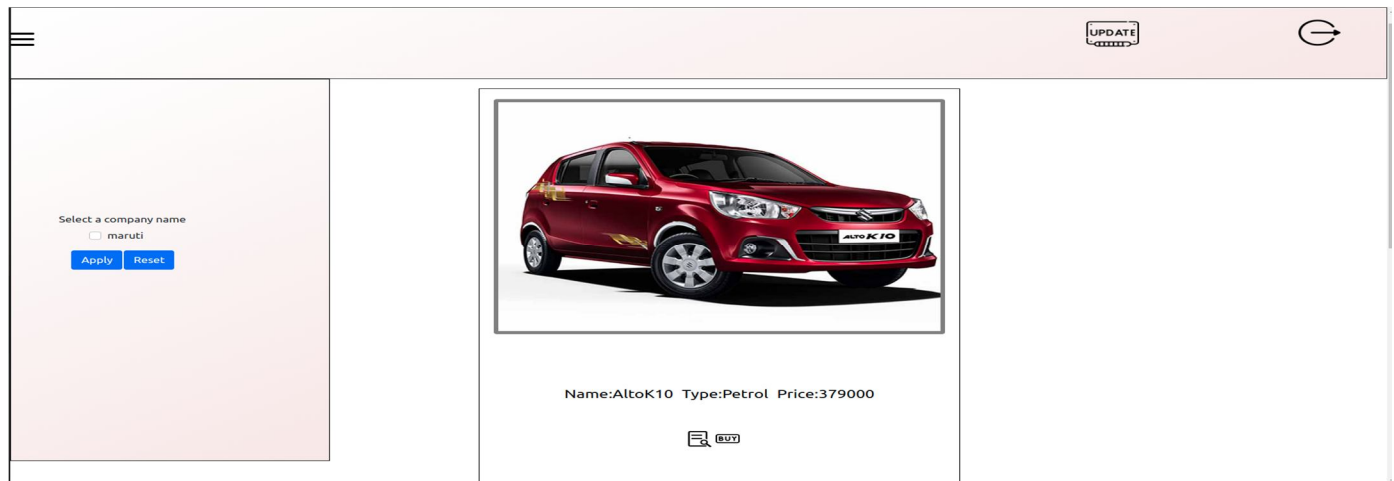 UPDATE
Select a company name
maruti
Apply Reset
ALTO K10
Name:AltoK10 Type:Petrol Price:379000
BUY